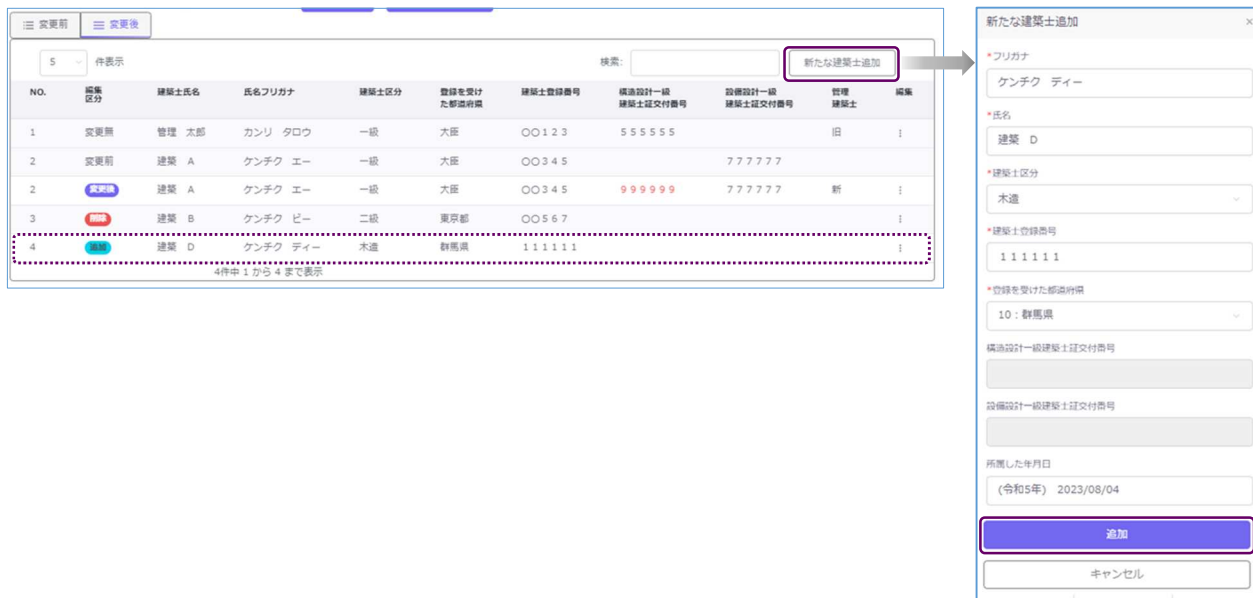 変更前 変更後
5 件表示 検索: 新たな建築士追加
NO. 編集区分 建築士氏名 氏名フリガナ 建築士区分 登録を受けた都道府県 建築士登録番号 構造設計一級建築士証交付番号 設備設計一級建築士証交付番号 管理建築士 編集
1 変更無 管理 太郎 カンリ タロウ 一級 大臣 〇〇123 555555 旧
2 変更前 建築 A ケンチク エー 一級 大臣 〇〇345 777777
2 変更後 建築 A ケンチク エー 一級 大臣 〇〇345 999999 777777 新
3 削除 建築 B ケンチク ビー 二級 東京都 〇〇567
4 追加 建築 D ケンチク ディー 木造 群馬県 111111
4件中 1 から 4 まで表示
新たな建築士追加 ×
*フリガナ
ケンチク ディー
*氏名
建築 D
*建築士区分
木造
*建築士登録番号
111111
*登録を受けた都道府県
10:群馬県
構造設計一級建築士証交付番号
設備設計一級建築士証交付番号
所属した年月日
(令和5年) 2023/08/04
追加
キャンセル